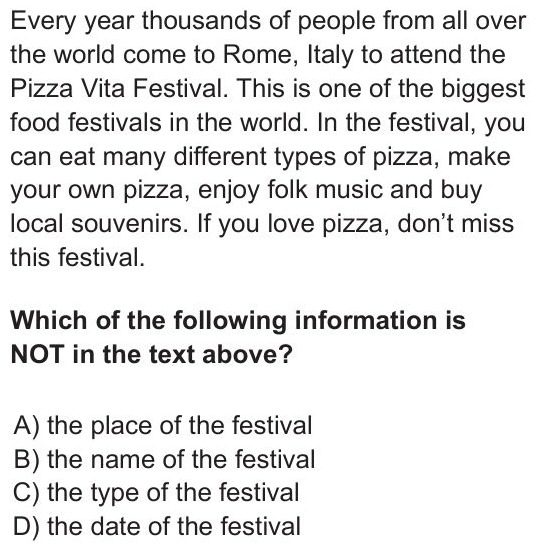 Every year thousands of people from all over
the world come to Rome, Italy to attend the
Pizza Vita Festival. This is one of the biggest
food festivals in the world. In the festival, you
can eat many different types of pizza, make
your own pizza, enjoy folk music and buy
local souvenirs. If you love pizza, don’t miss
this festival.
Which of the following information is
NOT in the text above?
A) the place of the festival
B) the name of the festival
C) the type of the festival
D) the date of the festival